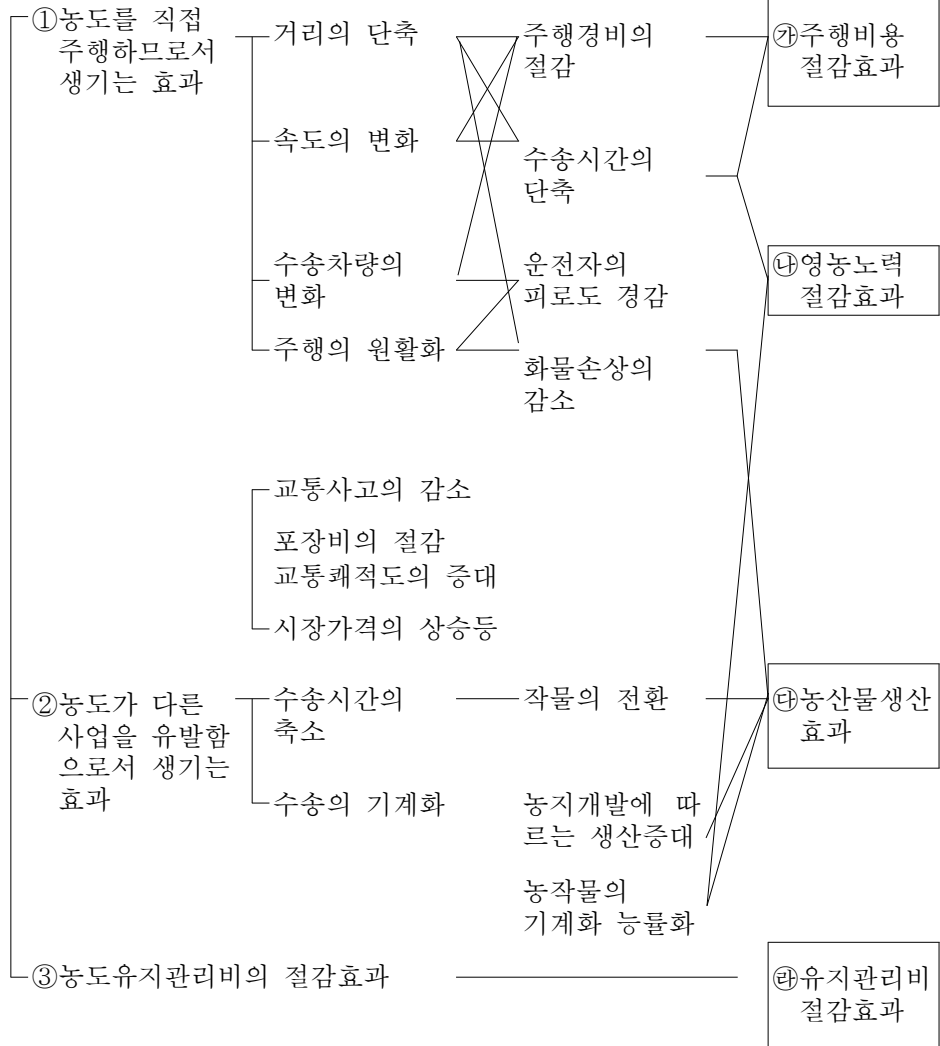 ①농도를 직접
주행하므로서
생기는 효과
거리의 단축
속도의 변화
수송차량의
변화
주행의 원활화
주행경비의
절감
수송시간의
단축
운전자의
피로도 경감
화물손상의
감소
㉮주행비용
절감효과
㉯영농노력
절감효과
교통사고의 감소
포장비의 절감
교통쾌적도의 증대
시장가격의 상승등
②농도가 다른
사업을 유발함
으로서 생기는
효과
수송시간의
축소
수송의 기계화
작물의 전환
농지개발에 따
르는 생산증대
농작물의
기계화 능률화
㉰농산물생산
효과
③농도유지관리비의 절감효과
㉱유지관리비
절감효과